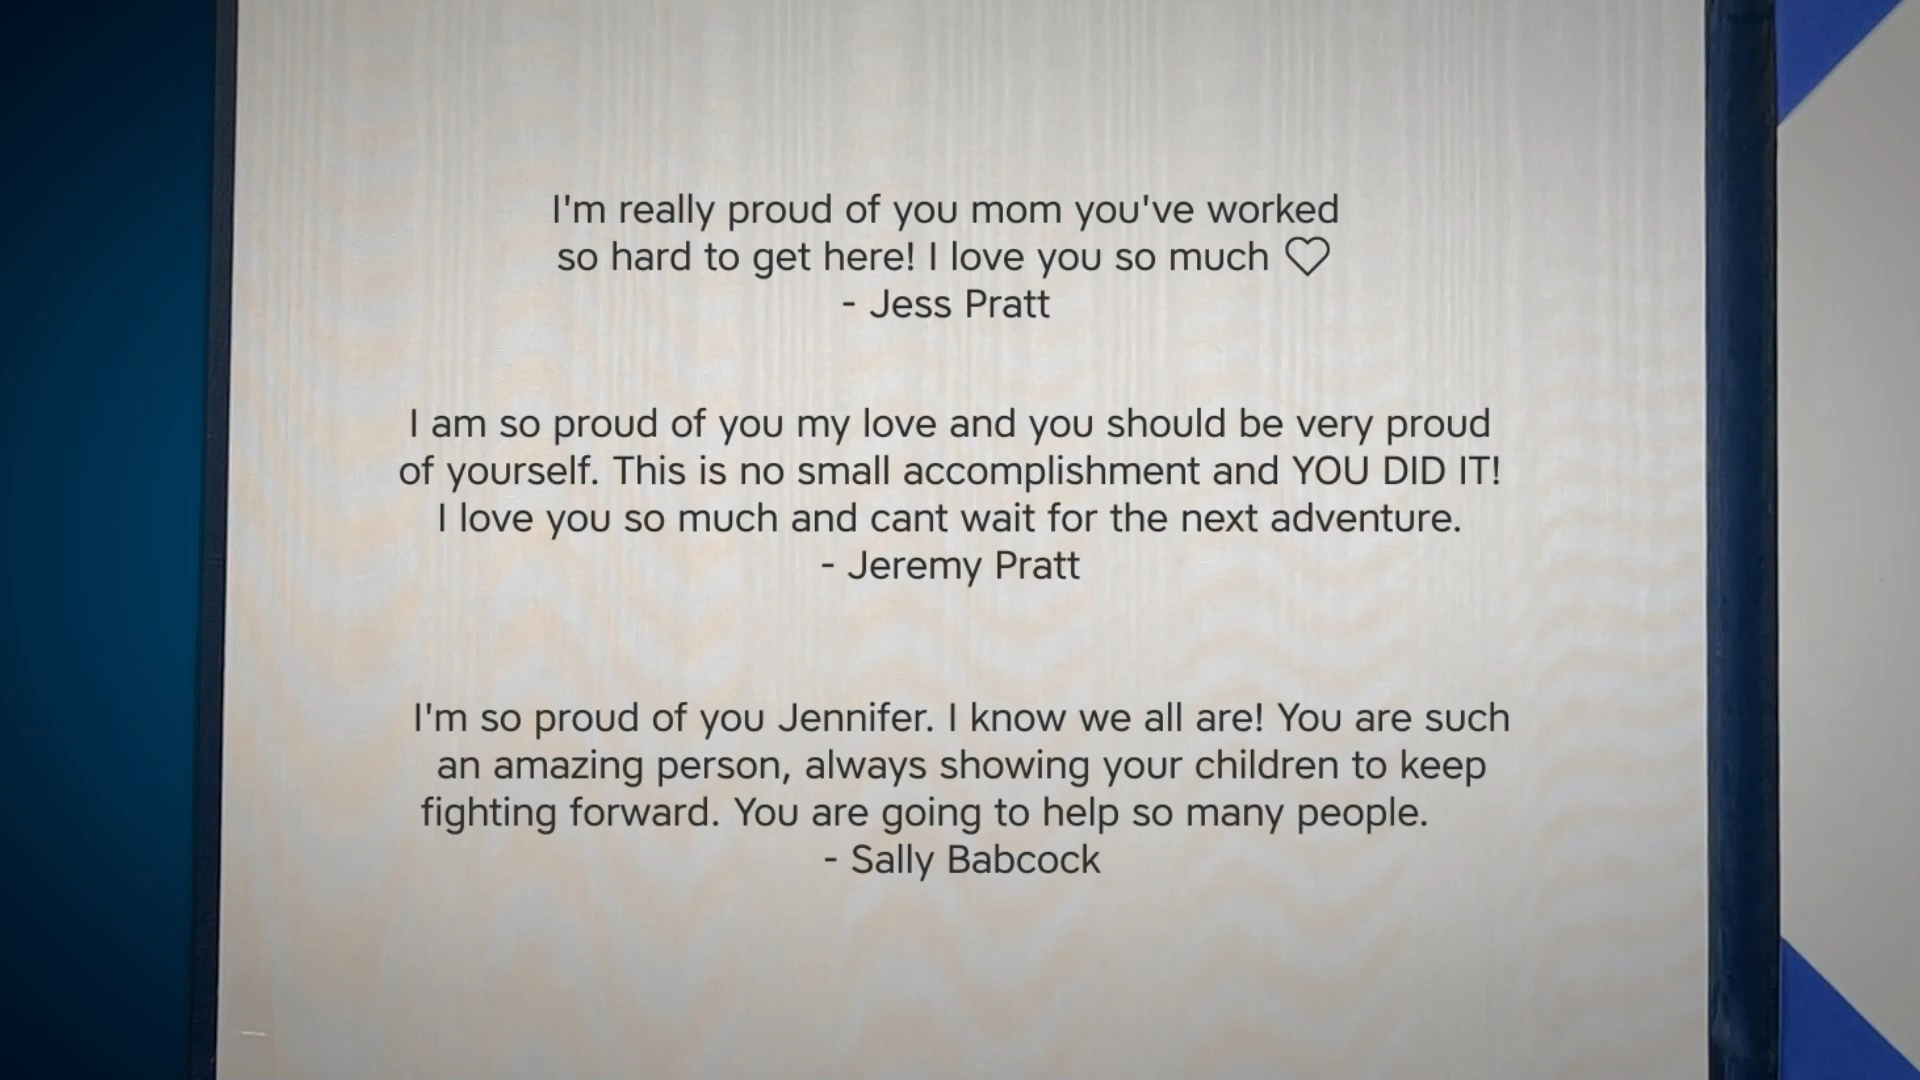 I'm really proud of you mom you've worked
so hard to get here! I love you so much ♡
- Jess Pratt
I am so proud of you my love and you should be very proud
of yourself. This is no small accomplishment and YOU DID IT!
I love you so much and cant wait for the next adventure.
- Jeremy Pratt
I'm so proud of you Jennifer. I know we all are! You are such
an amazing person, always showing your children to keep
fighting forward. You are going to help so many people.
- Sally Babcock